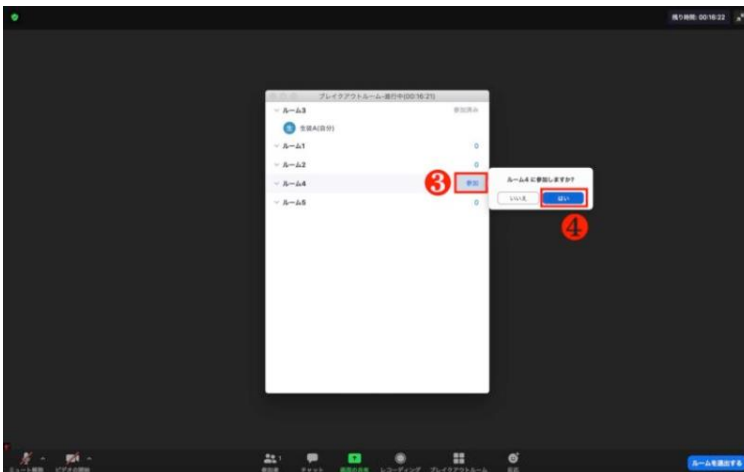 残り時間: 00:16:22
ブレイクアウトルーム-進行中(00:16:21)
ルーム3 参加済み
生 生徒A(自分)
ルーム1 0
ルーム2 0
ルーム4 3 参加
ルーム4 に参加しますか?
いいえ はい
4
ルーム5 0
ミュート解除 ビデオの開始 参加者 1 チャット 画面の共有 レコーディング ブレイクアウトルーム 反応 ルームを退出する